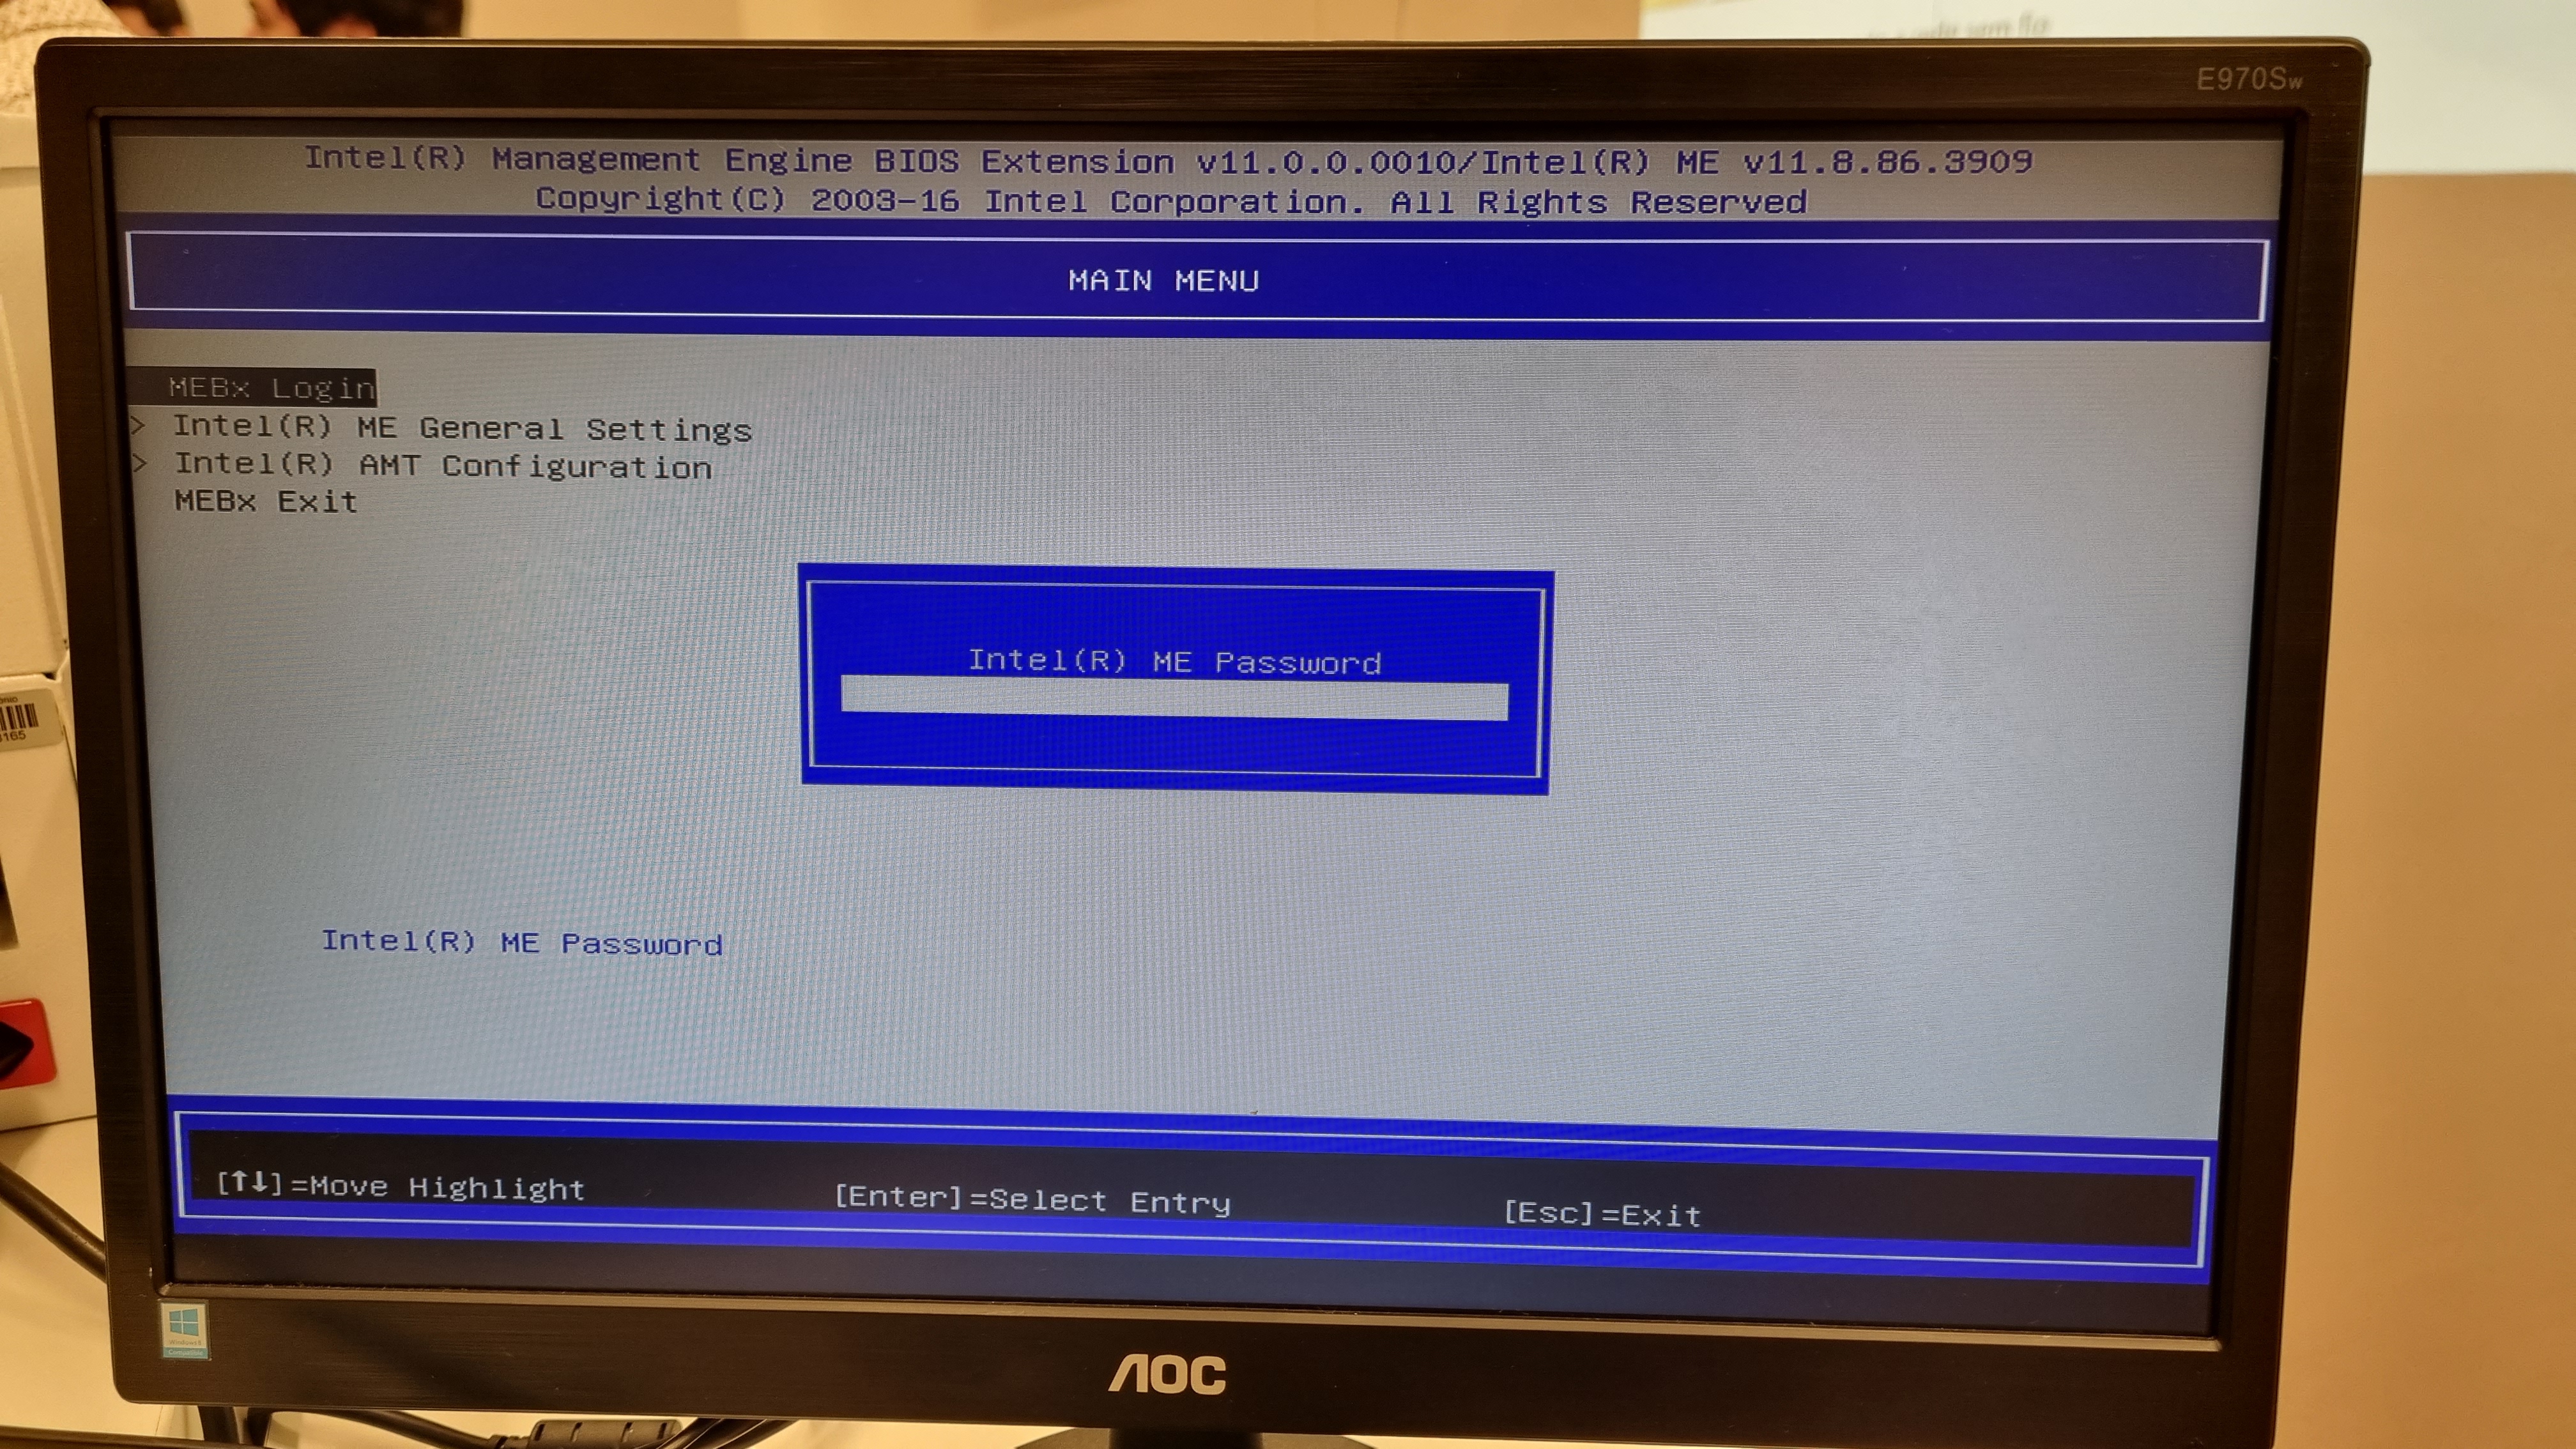 E970Sw
Intel(R) Management Engine BIOS Extension v11.0.0.0010/Intel(R) ME v11.8.86.3909
Copyright(C) 2003-16 Intel Corporation. All Rights Reserved
MAIN MENU
MEBx Login
> Intel(R) ME General Settings
> Intel(R) AMT Configuration
MEBx Exit
Intel(R) ME Password
Intel(R) ME Password
[↑↓]=Move Highlight
[Enter]=Select Entry
[Esc]=Exit
AOC